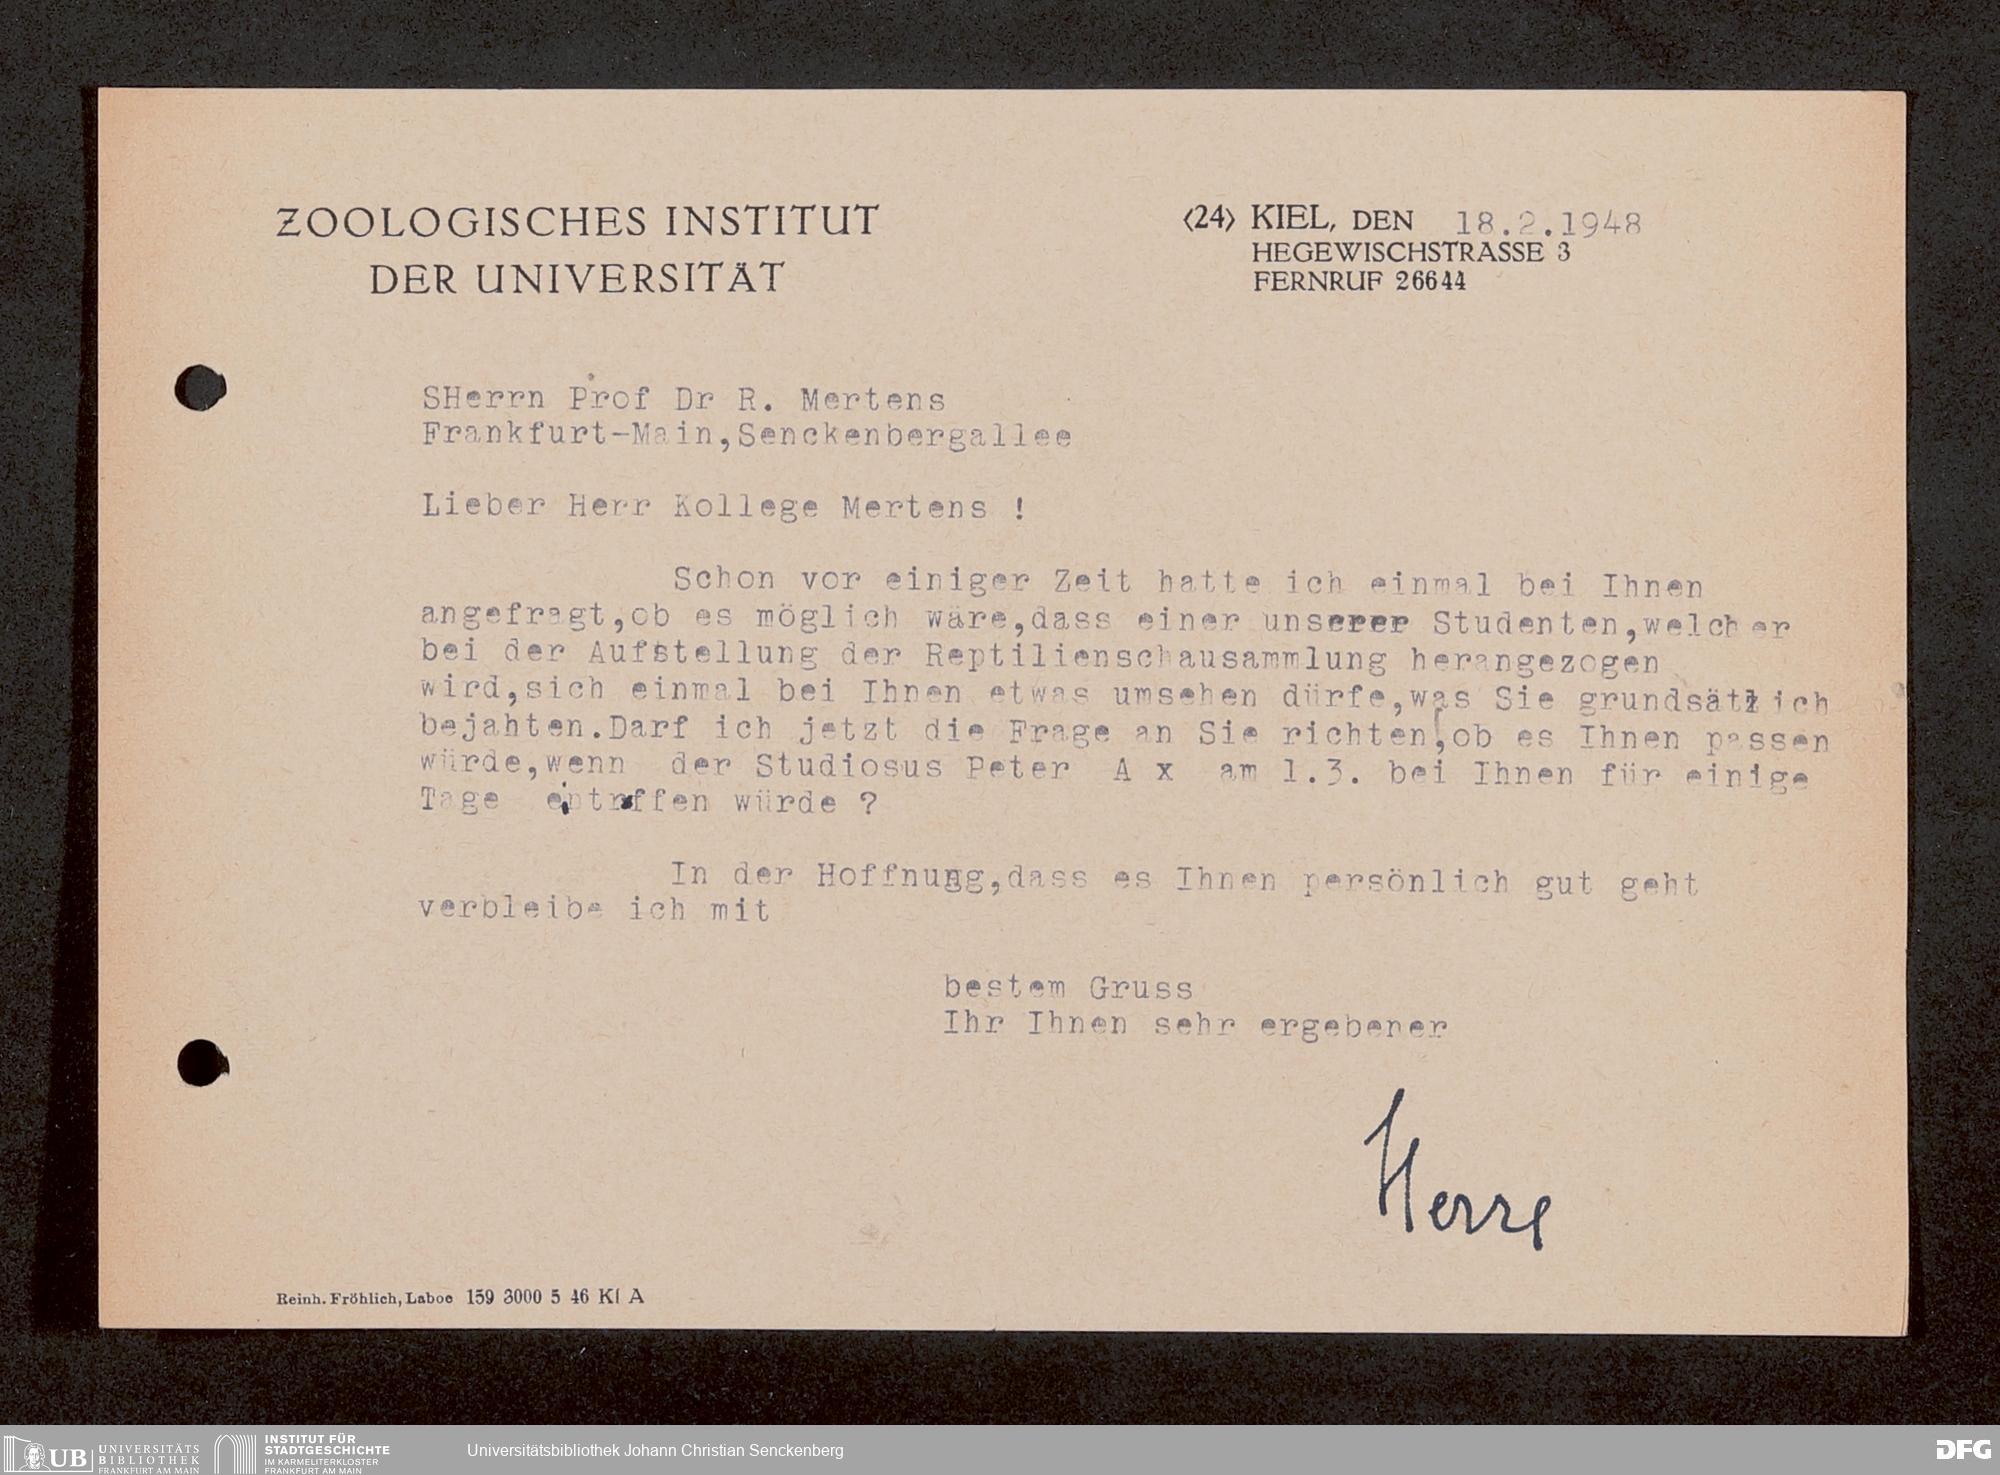 ZOOLOGISCHES INSTITUT
DER UNIVERSITÄT
(24) KIEL, DEN 18.2.1948
HEGEWISCHSTRASSE 3
FERNRUF 26644
SHerrn Prof Dr R. Mertens
Frankfurt-Main,Senckenbergallee
Lieber Herr Kollege Mertens !
Schon vor einiger Zeit hatte ich einmal bei Ihnen
angefragt,ob es möglich wäre,dass einer unserer Studenten,welcher
bei der Aufstellung der Reptilienschausammlung herangezogen
wird,sich einmal bei Ihnen etwas umsehen dürfe,was Sie grundsätzlich
bejahten.Darf ich jetzt die Frage an Sie richten,ob es Ihnen passen
würde,wenn der Studiosus Peter A x am 1.3. bei Ihnen für einige
Tage eintreffen würde ?
In der Hoffnung,dass es Ihnen persönlich gut geht
verbleibe ich mit
bestem Gruss
Ihr Ihnen sehr ergebener
Herre
Reinh. Fröhlich, Laboe 159 3000 5 46 Kl A
UB UNIVERSITÄTS
BIBLIOTHEK
FRANKFURT AM MAIN
INSTITUT FÜR
STADTGESCHICHTE
IM KARMELITERKLOSTER
FRANKFURT AM MAIN
Universitätsbibliothek Johann Christian Senckenberg
DFG